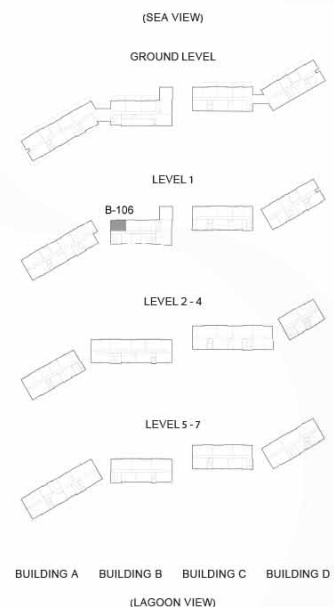 (SEA VIEW)
GROUND LEVEL
LEVEL 1
B-106
LEVEL 2 - 4
LEVEL 5 - 7
BUILDING A BUILDING B BUILDING C BUILDING D
(LAGOON VIEW)